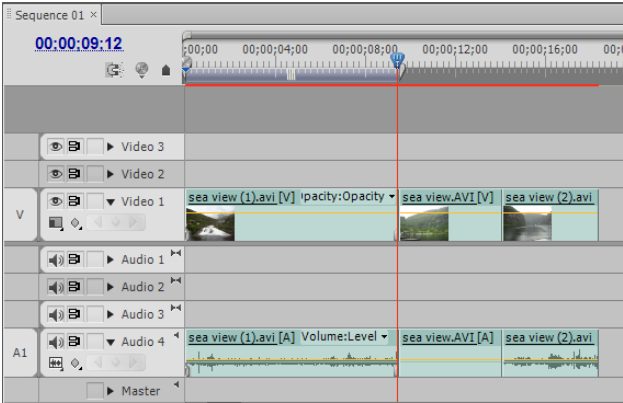 Sequence 01 ×
00:00:09:12
;00;00 00;00;04;00 00;00;08;00 00;00;12;00 00;00;16;00 00;
Video 3
Video 2
V Video 1 sea view (1).avi [V] pacity:Opacity sea view.AVI [V] sea view (2).avi
Audio 1
Audio 2
Audio 3
A1 Audio 4 sea view (1).avi [A] Volume:Level sea view.AVI [A] sea view (2).avi
Master